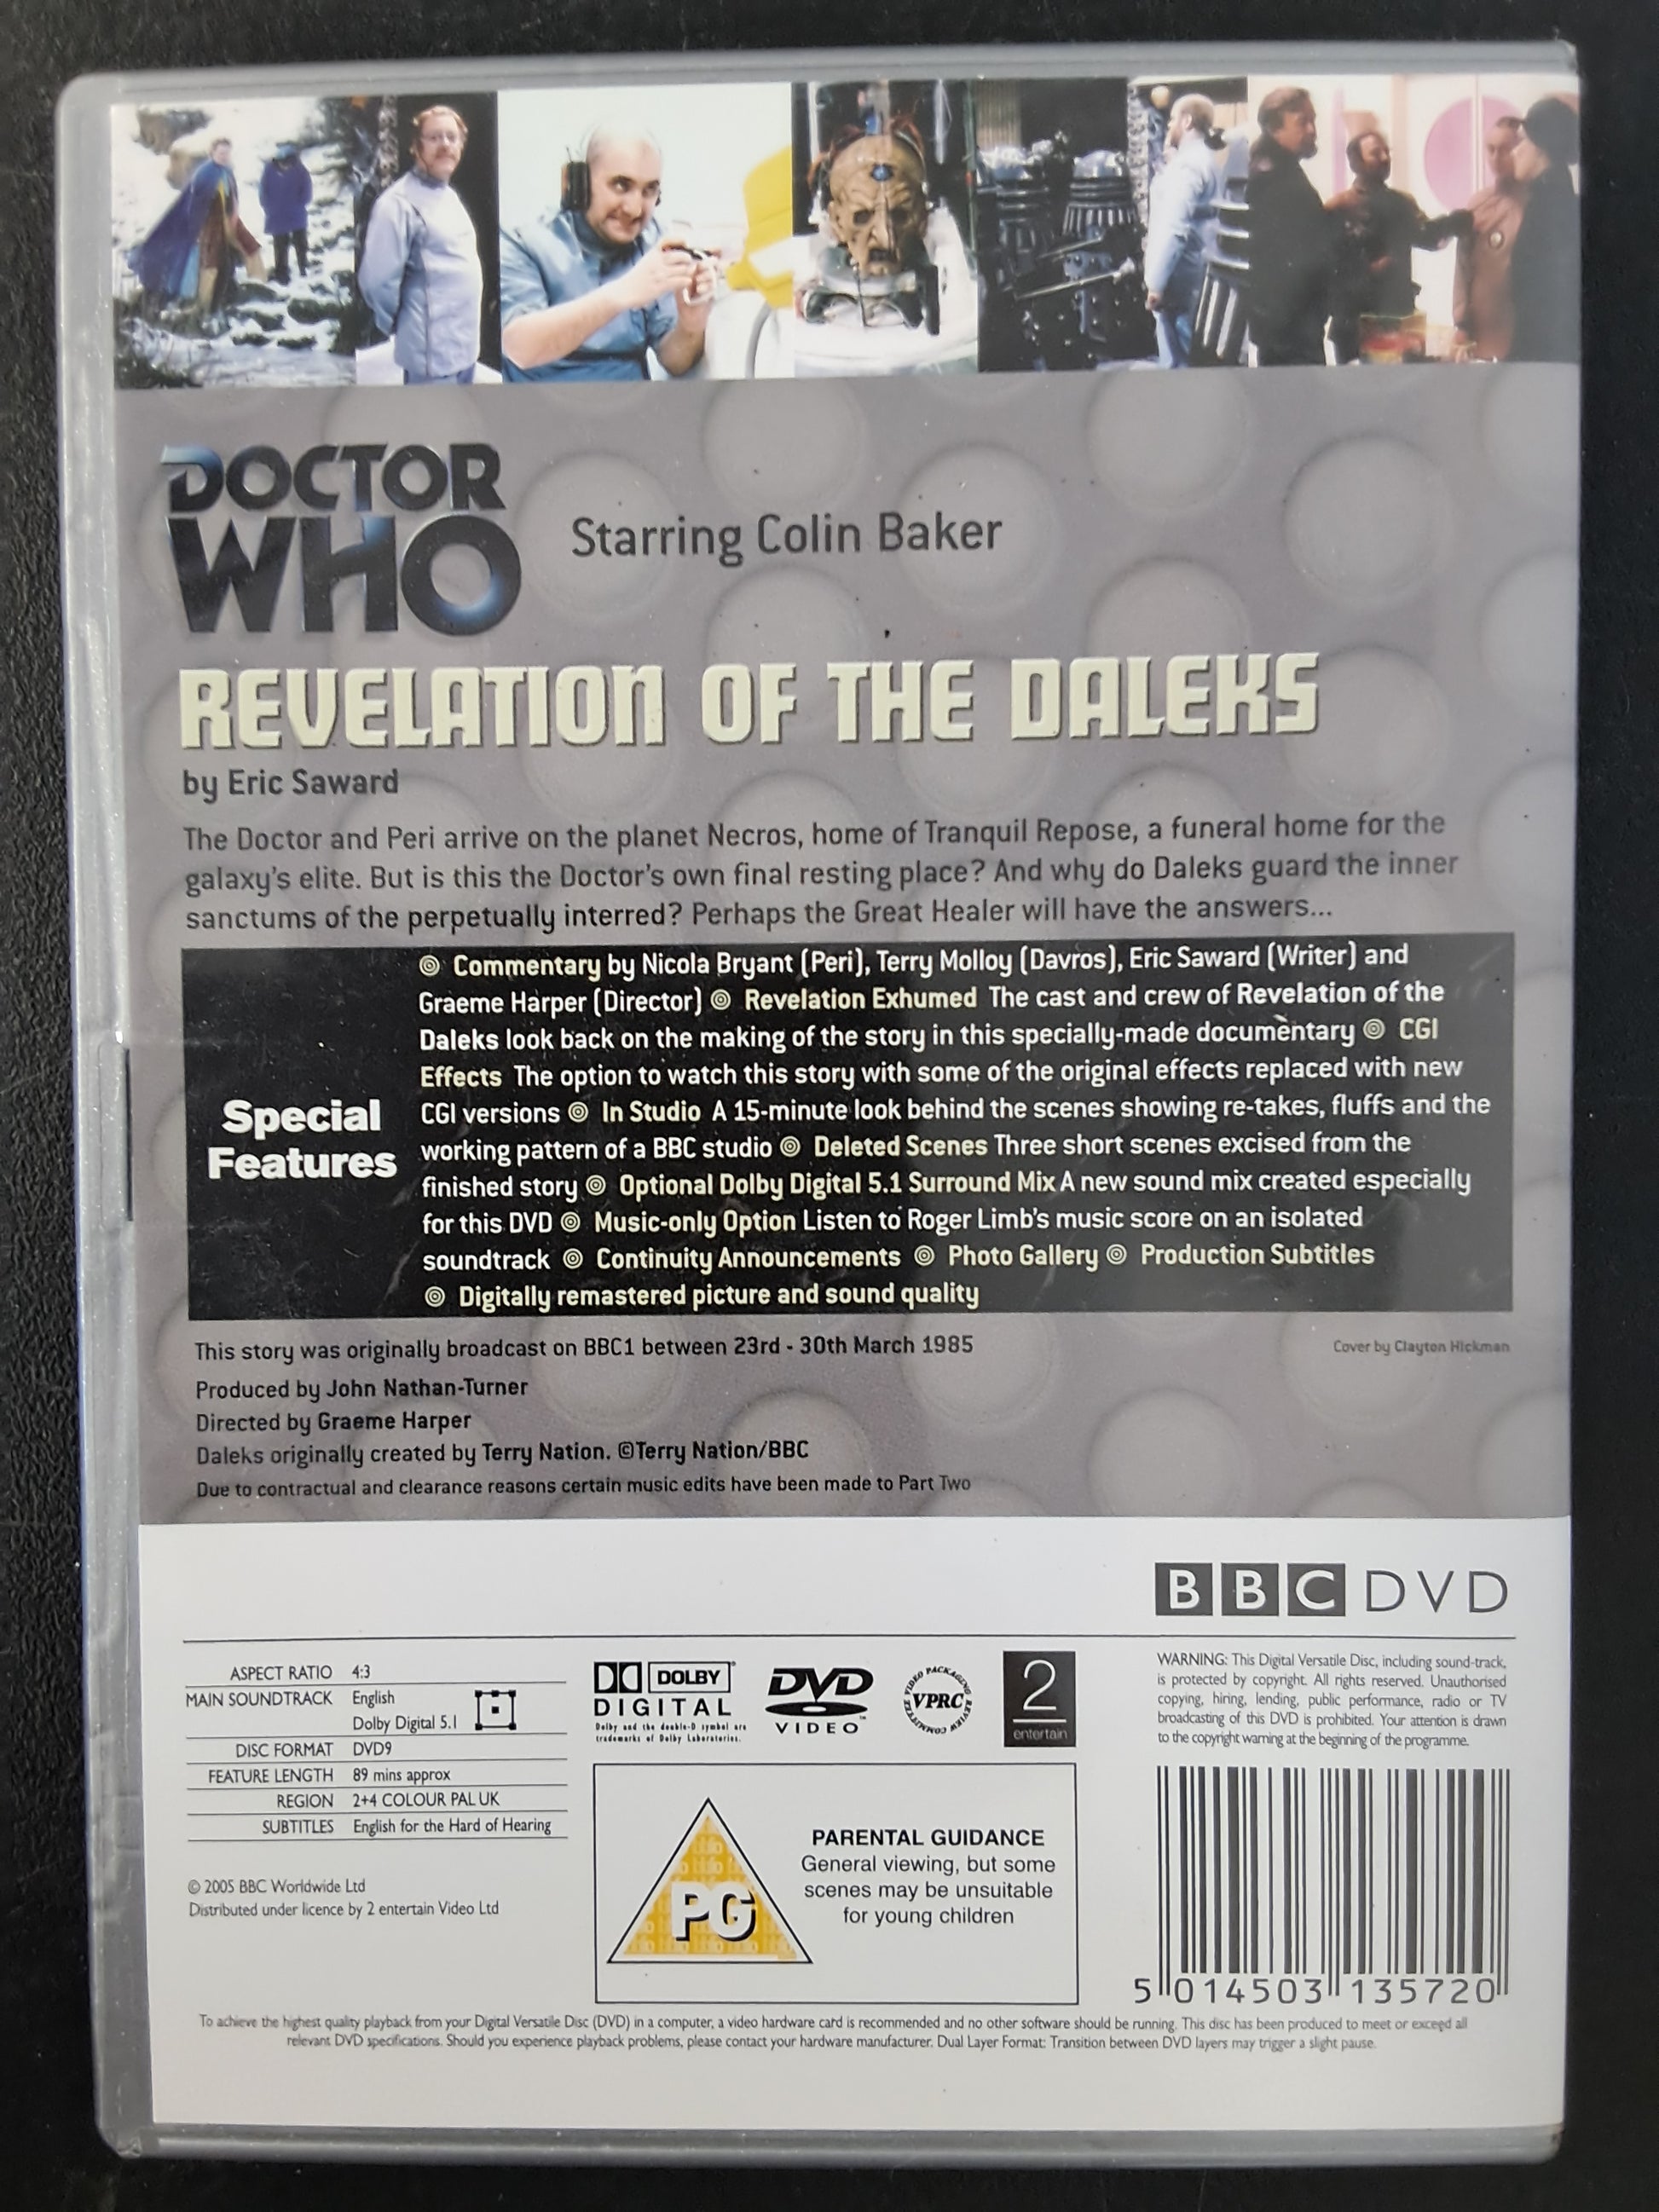 DOCTOR
WHO
Starring Colin Baker
REVELATION OF THE DALEKS
by Eric Saward
The Doctor and Peri arrive on the planet Necros, home of Tranquil Repose, a funeral home for the
galaxy's elite. But is this the Doctor's own final resting place? And why do Daleks guard the inner
sanctums of the perpetually interred? Perhaps the Great Healer will have the answers...
Special
Features
◎ Commentary by Nicola Bryant (Peri), Terry Molloy (Davros), Eric Saward (Writer) and
Graeme Harper (Director) ◎ Revelation Exhumed The cast and crew of Revelation of the
Daleks look back on the making of the story in this specially-made documentary ◎ CGI
Effects The option to watch this story with some of the original effects replaced with new
CGI versions ◎ In Studio A 15-minute look behind the scenes showing re-takes, fluffs and the
working pattern of a BBC studio ◎ Deleted Scenes Three short scenes excised from the
finished story ◎ Optional Dolby Digital 5.1 Surround Mix A new sound mix created especially
for this DVD ◎ Music-only Option Listen to Roger Limb's music score on an isolated
soundtrack ◎ Continuity Announcements ◎ Photo Gallery ◎ Production Subtitles
◎ Digitally remastered picture and sound quality
This story was originally broadcast on BBC1 between 23rd - 30th March 1985
Cover by Clayton Hickman
Produced by John Nathan-Turner
Directed by Graeme Harper
Daleks originally created by Terry Nation. ©Terry Nation/BBC
Due to contractual and clearance reasons certain music edits have been made to Part Two
BBC DVD
ASPECT RATIO 4:3
MAIN SOUNDTRACK English
Dolby Digital 5.1
DISC FORMAT DVD9
FEATURE LENGTH 89 mins approx
REGION 2+4 COLOUR PAL UK
SUBTITLES English for the Hard of Hearing
© 2005 BBC Worldwide Ltd
Distributed under licence by 2 entertain Video Ltd
DOLBY
DIGITAL
Dolby and the double-D symbol are
trademarks of Dolby Laboratories.
DVD
VIDEO™
VIDEO PACKAGING REVIEW COMMITTEE
VPRC
2
entertain
WARNING: This Digital Versatile Disc, including sound-track,
is protected by copyright. All rights reserved. Unauthorised
copying, hiring, lending, public performance, radio or TV
broadcasting of this DVD is prohibited. Your attention is drawn
to the copyright warning at the beginning of the programme.
PG
PARENTAL GUIDANCE
General viewing, but some
scenes may be unsuitable
for young children
5 014503 135720
To achieve the highest quality playback from your Digital Versatile Disc (DVD) in a computer, a video hardware card is recommended and no other software should be running. This disc has been produced to meet or exceed all
relevant DVD specifications. Should you experience playback problems, please contact your hardware manufacturer. Dual Layer Format: Transition between DVD layers may trigger a slight pause.